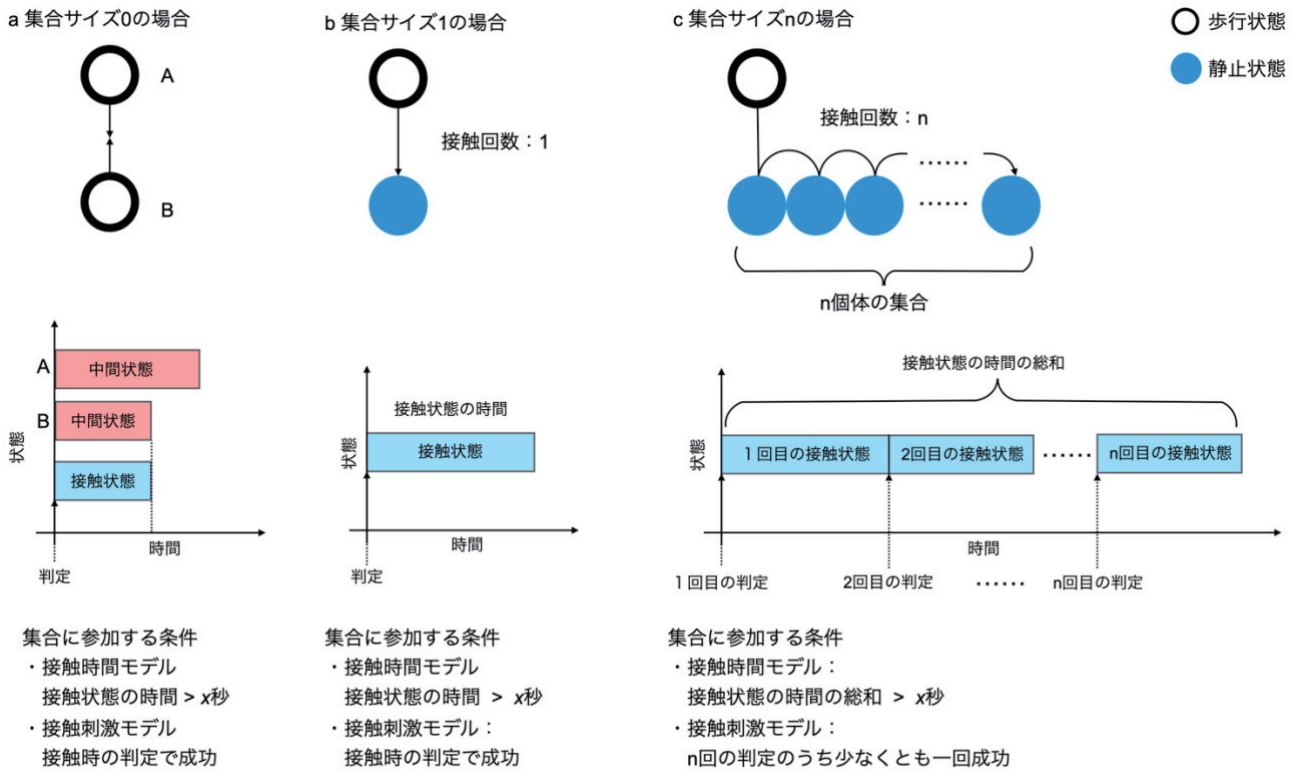 a 集合サイズ0の場合
A
B
b 集合サイズ1の場合
接触回数：1
c 集合サイズnの場合
接触回数：n
……
……
n個体の集合
歩行状態
静止状態
A
中間状態
B
中間状態
接触状態
状態
時間
判定
接触状態の時間
接触状態
状態
時間
判定
接触状態の時間の総和
1回目の接触状態
2回目の接触状態
……
n回目の接触状態
状態
時間
1回目の判定
2回目の判定
……
n回目の判定
集合に参加する条件
・接触時間モデル
接触状態の時間 > x秒
・接触刺激モデル
接触時の判定で成功
集合に参加する条件
・接触時間モデル
接触状態の時間 > x秒
・接触刺激モデル：
接触時の判定で成功
集合に参加する条件
・接触時間モデル：
接触状態の時間の総和 > x秒
・接触刺激モデル：
n回の判定のうち少なくとも一回成功